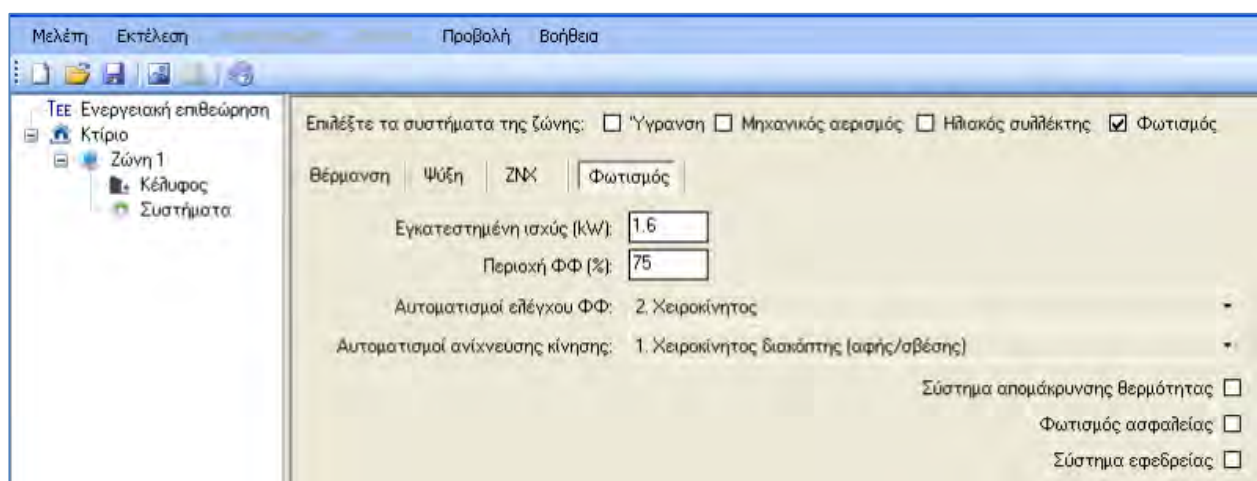 Μελέτη Εκτέλεση Προβολή Βοήθεια
ΤΕΕ Ενεργειακή επιθεώρηση
Κτίριο
Ζώνη 1
Κέλυφος
Συστήματα
Επιλέξτε τα συστήματα της ζώνης: Ύγρανση Μηχανικός αερισμός Ηλιακός συλλέκτης Φωτισμός
Θέρμανση Ψύξη ΖΝΧ Φωτισμός
Εγκατεστημένη ισχύς (kW): 1.6
Περιοχή ΦΦ (%): 75
Αυτοματισμοί ελέγχου ΦΦ: 2. Χειροκίνητος
Αυτοματισμοί ανίχνευσης κίνησης: 1. Χειροκίνητος διακόπτης (αφής/σβέσης)
Σύστημα απομάκρυνσης θερμότητας
Φωτισμός ασφαλείας
Σύστημα εφεδρείας